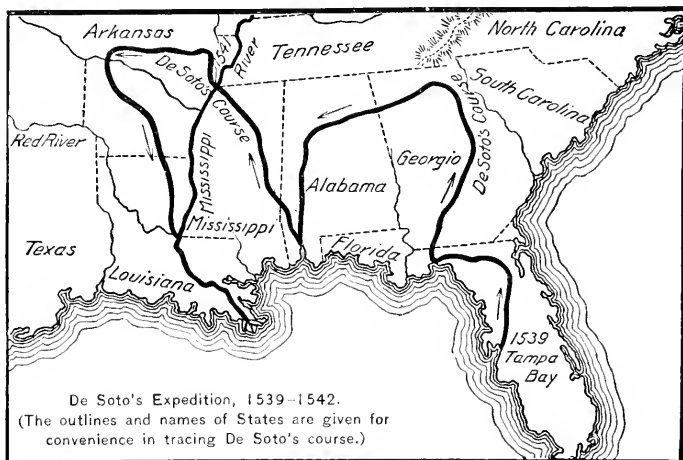 Arkansas
1541
River
Tennessee
North Carolina
De Soto's Course
De Soto's Course
South Carolina
Red River
Mississippi
Georgio
Alabama
Mississippi
Texas
Florida
Louisiana
1539
Tampa
Bay
De Soto's Expedition, 1539–1542.
(The outlines and names of States are given for
convenience in tracing De Soto's course.)